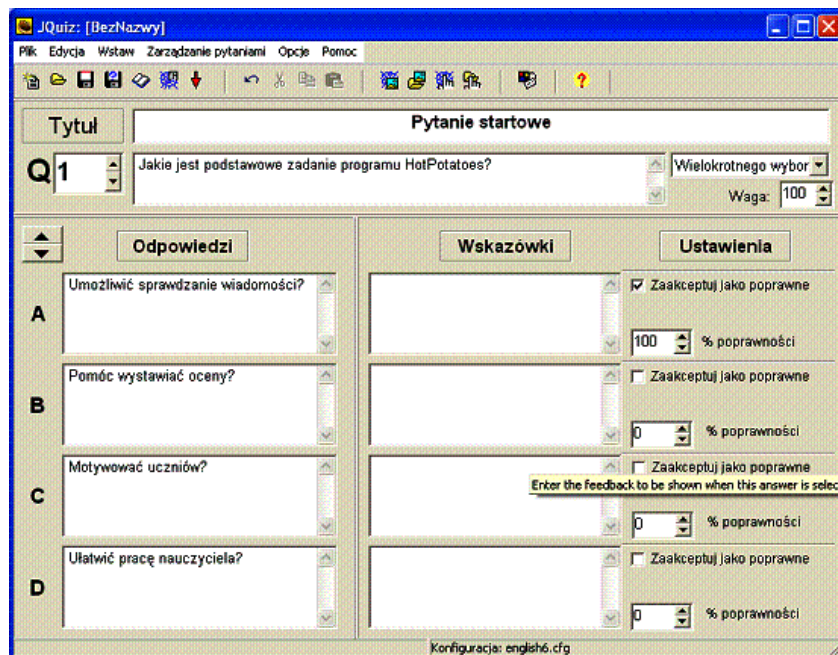 JQuiz: [BezNazwy]
Plik Edycja Wstaw Zarządzanie pytaniami Opcje Pomoc
Tytuł
Pytanie startowe
Q 1
Jakie jest podstawowe zadanie programu HotPotatoes?
Wielokrotnego wybor
Waga: 100
Odpowiedzi Wskazówki Ustawienia
A
Umożliwić sprawdzanie wiadomości?
Zaakceptuj jako poprawne
100 % poprawności
B
Pomóc wystawiać oceny?
Zaakceptuj jako poprawne
0 % poprawności
C
Motywować uczniów?
Zaakceptuj jako poprawne
Enter the feedback to be shown when this answer is selec
0 % poprawności
D
Ułatwić pracę nauczyciela?
Zaakceptuj jako poprawne
0 % poprawności
Konfiguracja: english6.cfg